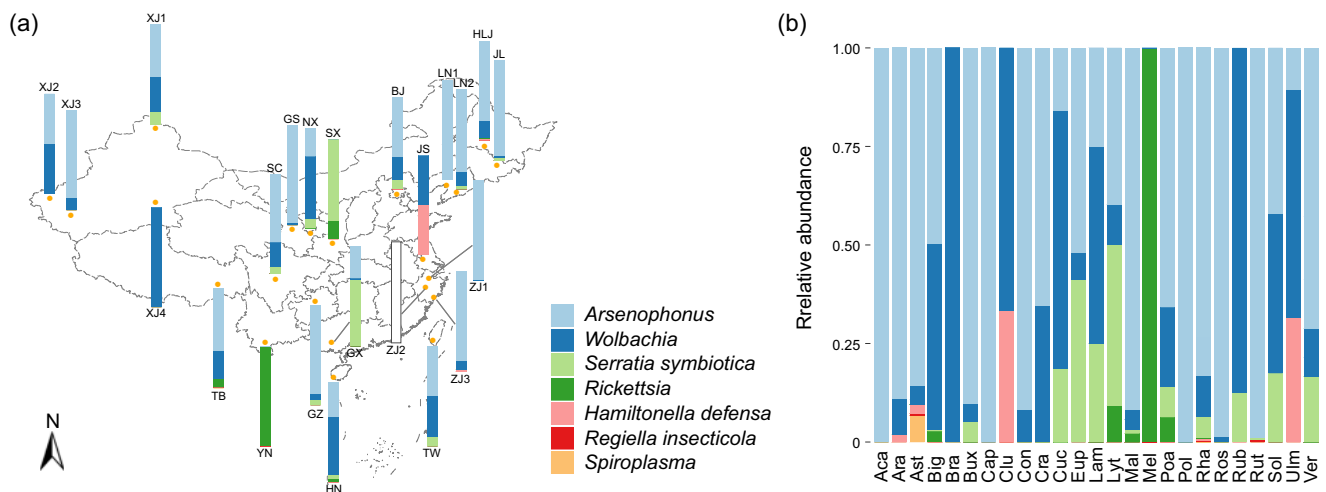 (a)
XJ1
XJ2
XJ3
XJ4
GS
NX
SX
SC
BJ
JS
LN1
LN2
HLJ
JL
ZJ1
ZJ2
ZJ3
GX
TB
YN
GZ
HN
TW
N
Arsenophonus
Wolbachia
Serratia symbiotica
Rickettsia
Hamiltonella defensa
Regiella insecticola
Spiroplasma
(b)
Rrelative abundance
1.00
0.75
0.50
0.25
0
Aca
Ara
Ast
Big
Bra
Bux
Cap
Clu
Con
Cra
Cuc
Eup
Lam
Lyt
Mal
Mel
Poa
Pol
Rha
Ros
Rub
Rut
Sol
Ulm
Ver